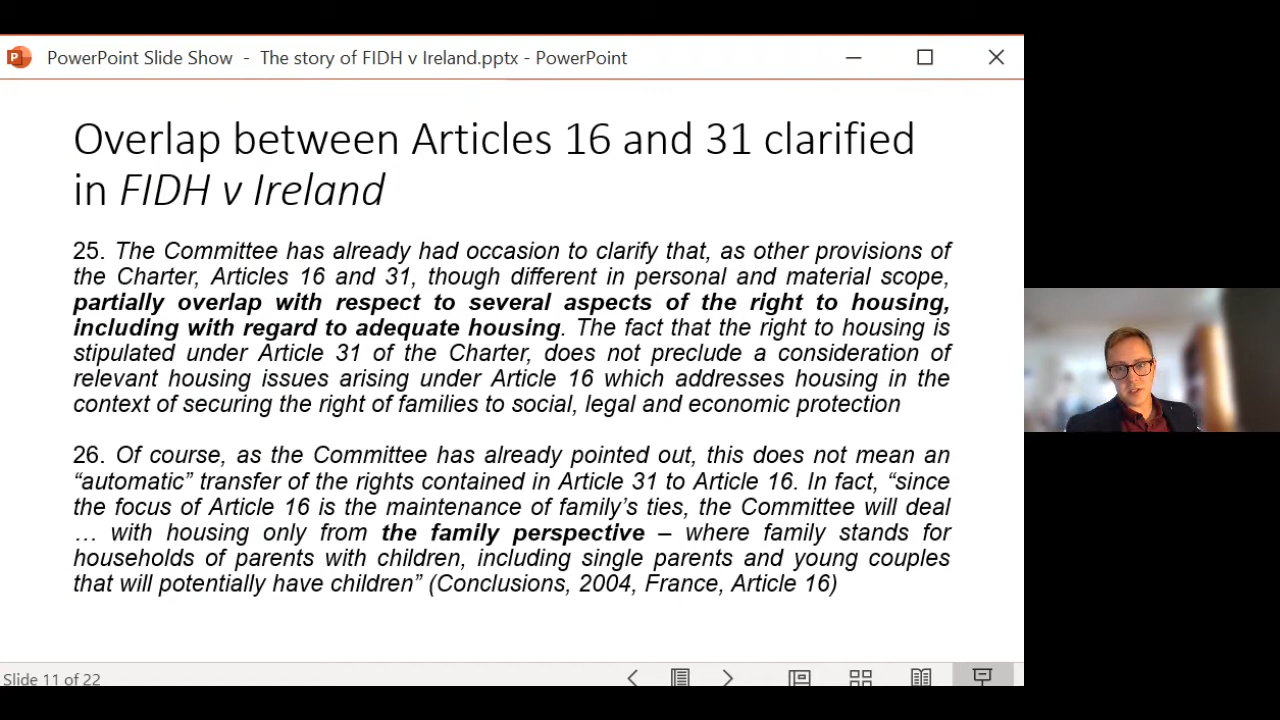 PowerPoint Slide Show - The story of FIDH v Ireland.pptx - PowerPoint
Overlap between Articles 16 and 31 clarified
in FIDH v Ireland
25. The Committee has already had occasion to clarify that, as other provisions of
the Charter, Articles 16 and 31, though different in personal and material scope,
partially overlap with respect to several aspects of the right to housing,
including with regard to adequate housing. The fact that the right to housing is
stipulated under Article 31 of the Charter, does not preclude a consideration of
relevant housing issues arising under Article 16 which addresses housing in the
context of securing the right of families to social, legal and economic protection
26. Of course, as the Committee has already pointed out, this does not mean an
“automatic” transfer of the rights contained in Article 31 to Article 16. In fact, “since
the focus of Article 16 is the maintenance of family’s ties, the Committee will deal
… with housing only from the family perspective – where family stands for
households of parents with children, including single parents and young couples
that will potentially have children” (Conclusions, 2004, France, Article 16)
Slide 11 of 22